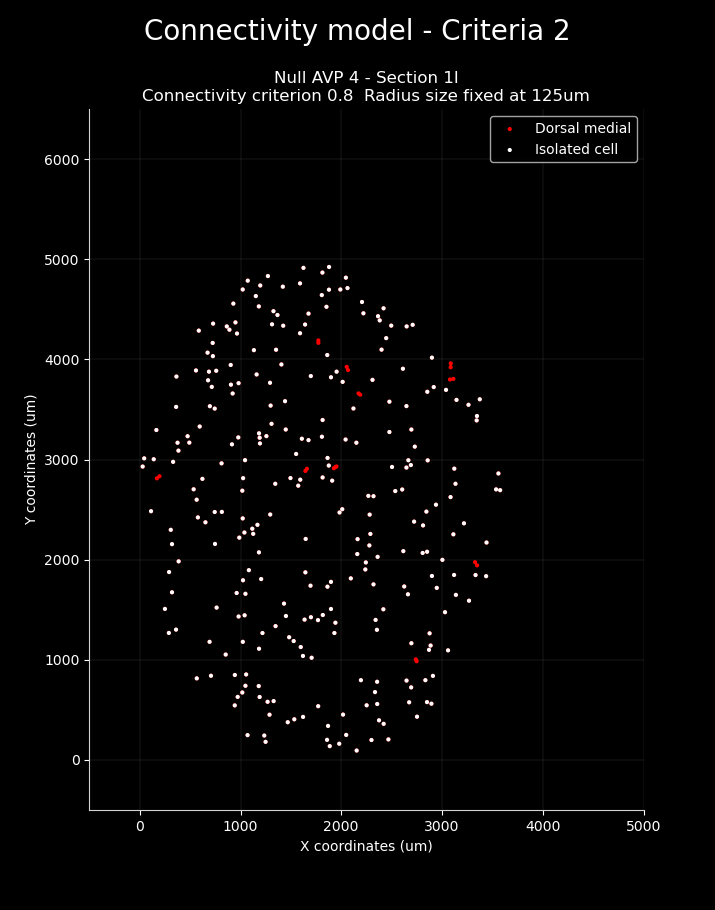 Connectivity model - Criteria 2
Null AVP 4 - Section 1I
Connectivity criterion 0.8  Radius size fixed at 125um
Dorsal medial
Isolated cell
6000
5000
4000
3000
2000
1000
0
Y coordinates (um)
0 1000 2000 3000 4000 5000
X coordinates (um)